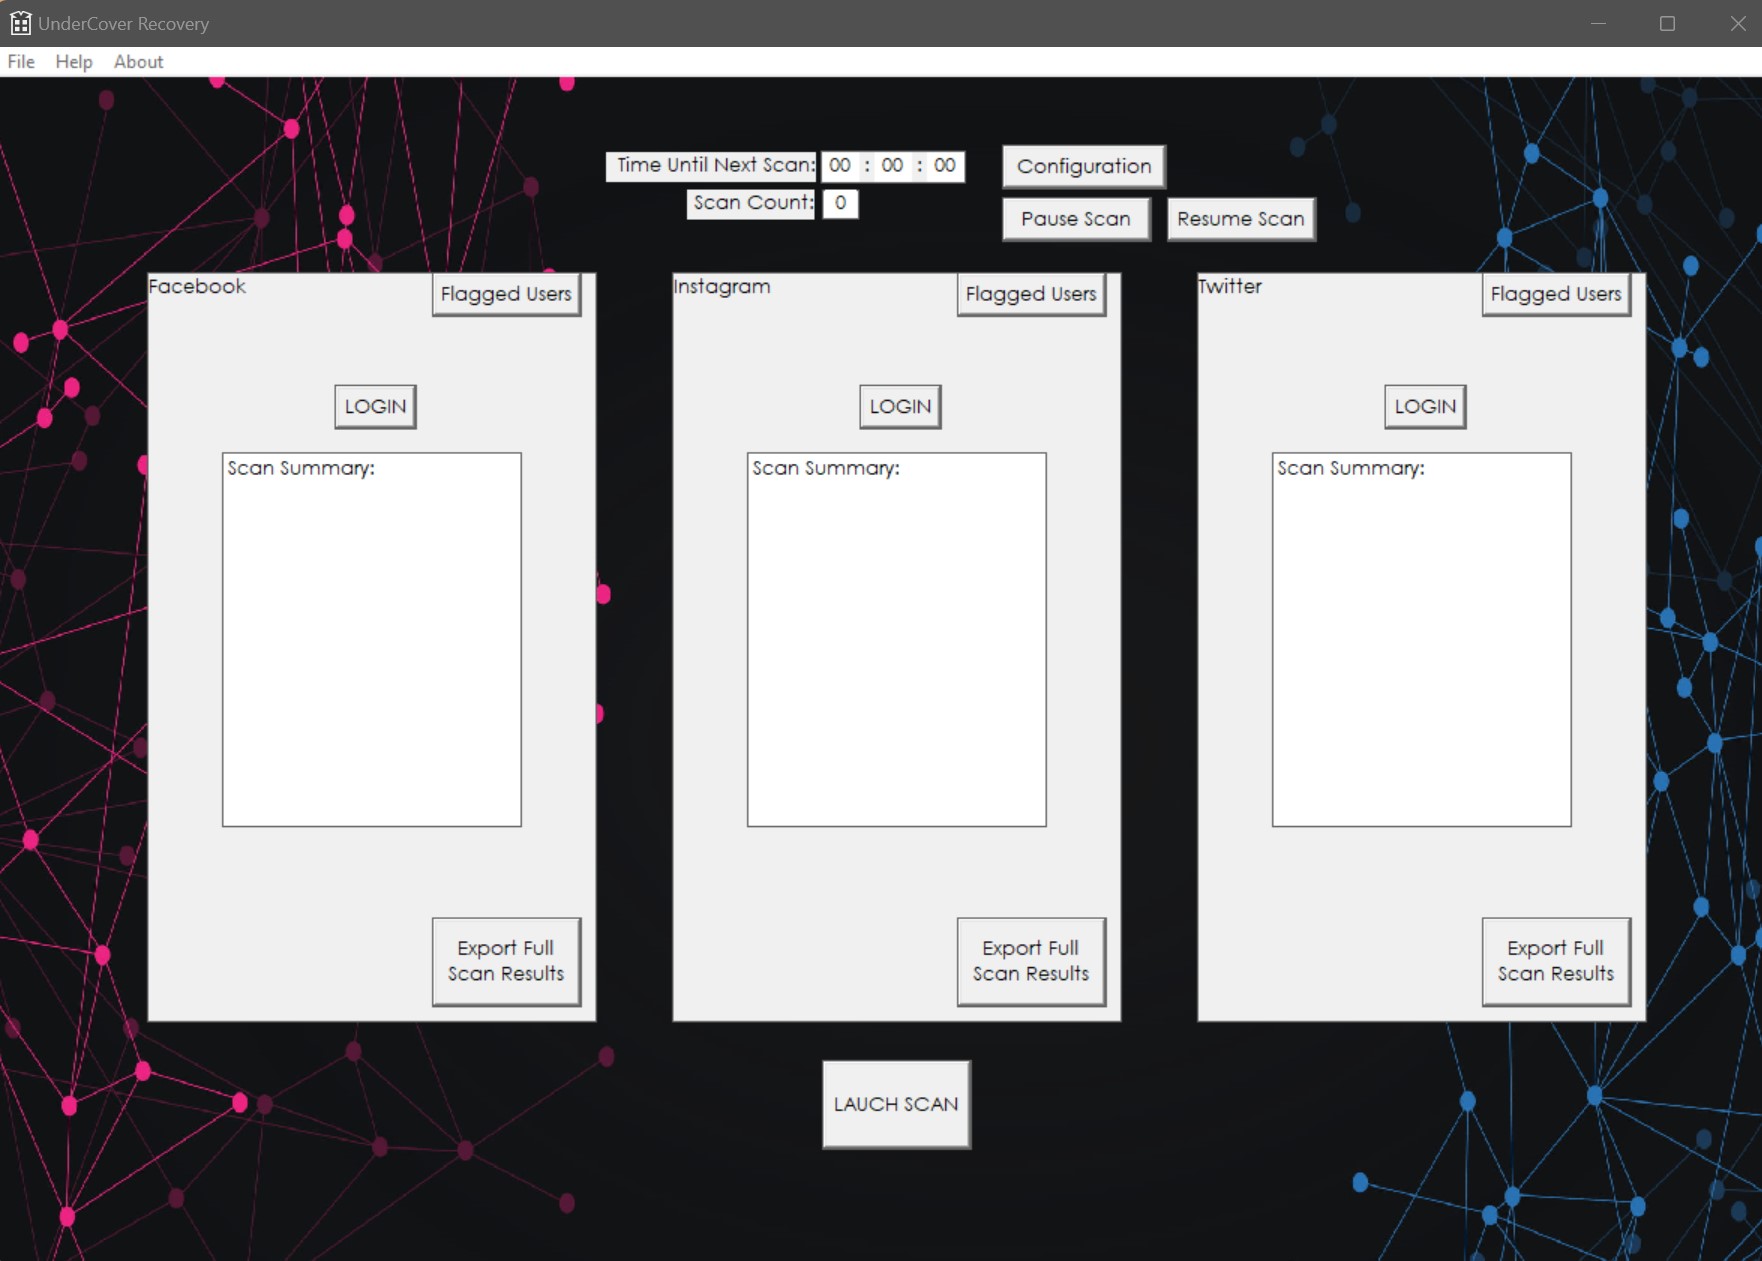 UnderCover Recovery
File Help About
Time Until Next Scan: 00 : 00 : 00 Configuration
Scan Count: 0 Pause Scan Resume Scan
Facebook Flagged Users
LOGIN
Scan Summary:
Export Full
Scan Results
Instagram Flagged Users
LOGIN
Scan Summary:
Export Full
Scan Results
Twitter Flagged Users
LOGIN
Scan Summary:
Export Full
Scan Results
LAUCH SCAN